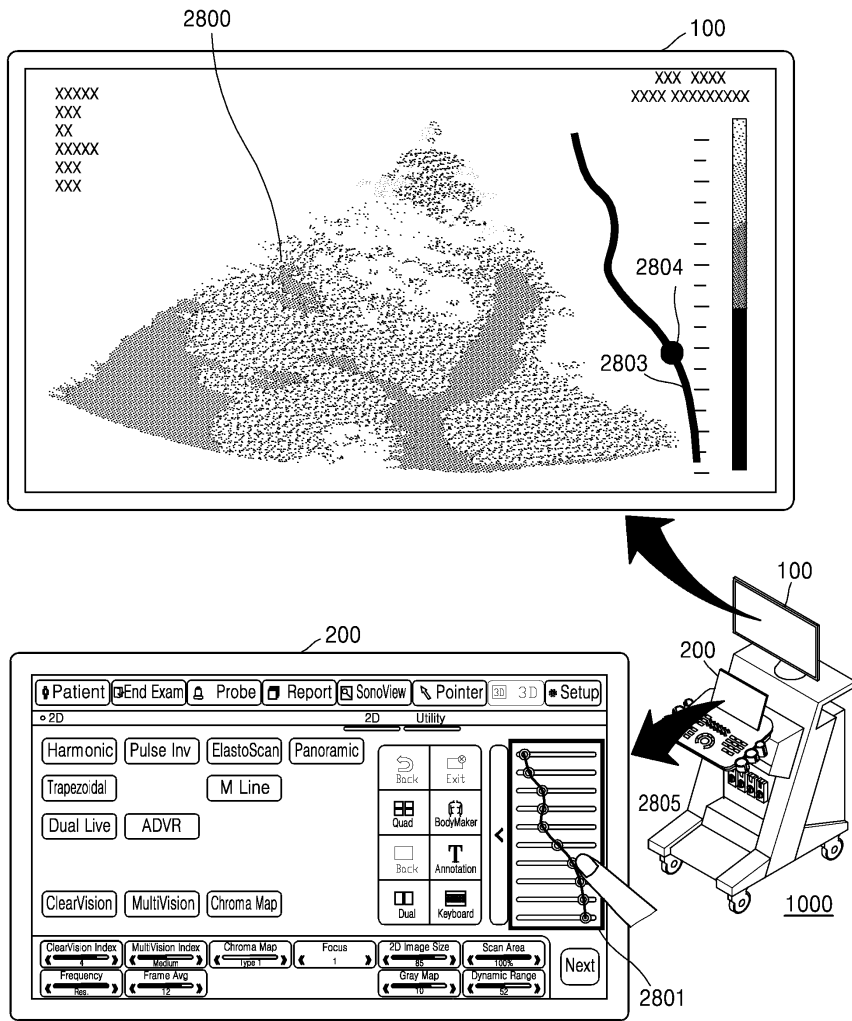 2800
100
XXXXX
XXX
XX
XXXXX
XXX
XXX
XXX XXXX
XXXX XXXXXXXXX
2804
2803
100
200
200
2805
1000
Patient End Exam Probe Report SonoView Pointer 3D 3D Setup
2D 2D Utility
Harmonic Pulse Inv ElastoScan Panoramic
Trapezoidal M Line
Dual Live ADVR
ClearVision MultiVision Chroma Map
Back Exit
Quad BodyMaker
Back T Annotation
Dual Keyboard
<
ClearVision Index MultiVision Index Chroma Map Focus 2D Image Size Scan Area
4 Medium Type 1 1 85 100%
Frequency Frame Avg Gray Map Dynamic Range
Res. 12 10 52
Next
2801